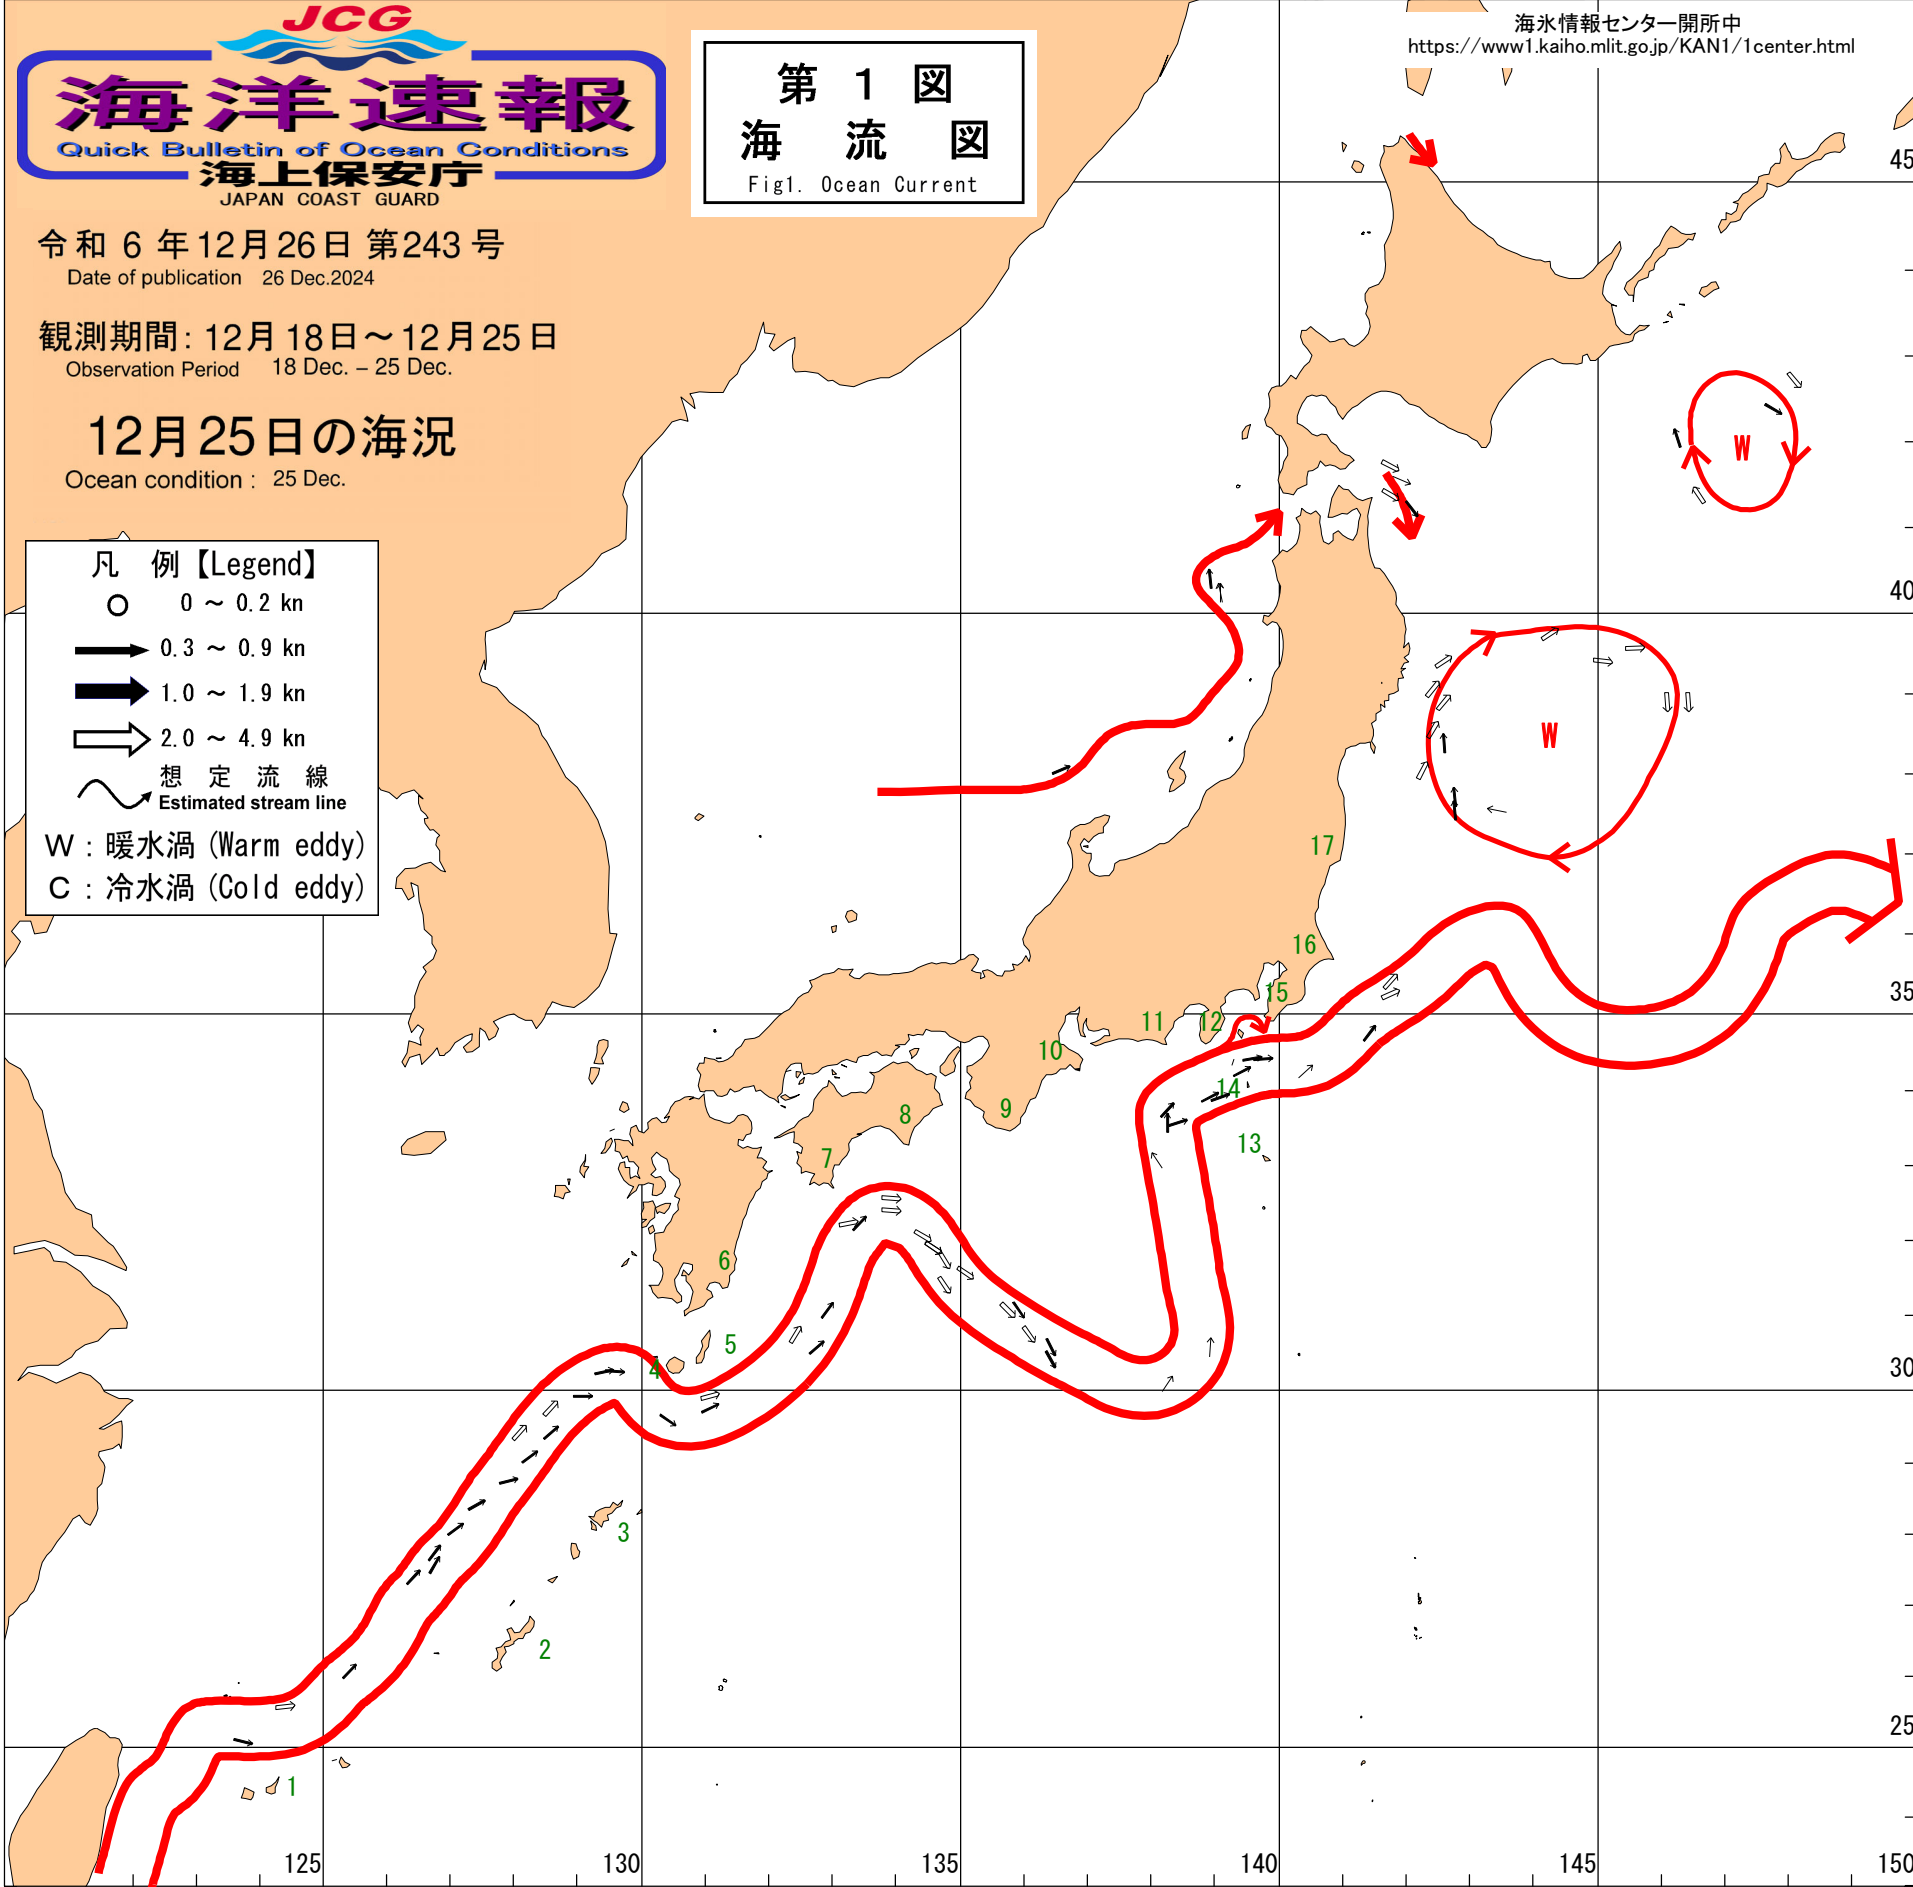 JCG
海洋速報
Quick Bulletin of Ocean Conditions
海上保安庁
JAPAN COAST GUARD
令和 6 年12月26日 第243 号
Date of publication 26 Dec.2024
観測期間: 12月18日～12月25日
Observation Period 18 Dec. – 25 Dec.
12月25日の海況
Ocean condition : 25 Dec.
第 1 図
海 流 図
Fig1. Ocean Current
海氷情報センター開所中
https://www1.kaiho.mlit.go.jp/KAN1/1center.html
凡 例【Legend】
0 ～ 0.2 kn
0.3 ～ 0.9 kn
1.0 ～ 1.9 kn
2.0 ～ 4.9 kn
想 定 流 線
Estimated stream line
W : 暖水渦 (Warm eddy)
C : 冷水渦 (Cold eddy)
45
W
40
W
17
16
35
15
12
11
10
14
9
8
13
7
6
5
30
4
3
2
25
1
125
130
135
140
145
150